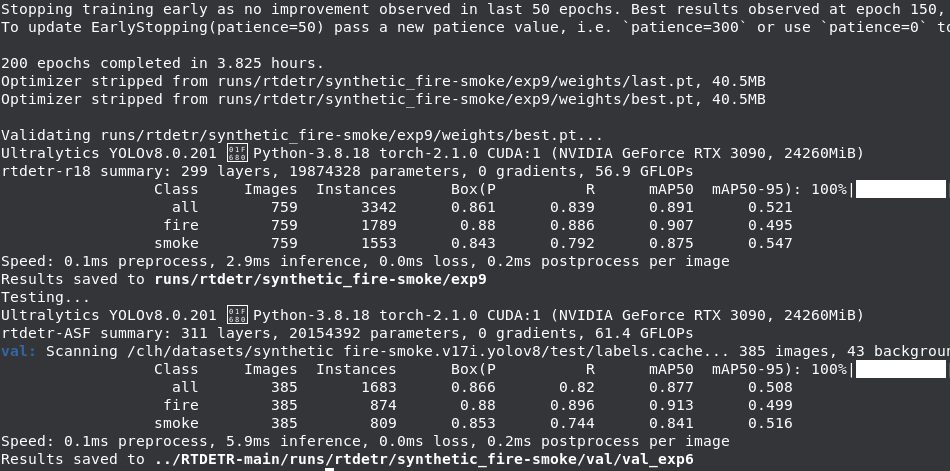 Stopping training early as no improvement observed in last 50 epochs. Best results observed at epoch 150,
To update EarlyStopping(patience=50) pass a new patience value, i.e. `patience=300` or use `patience=0` to
200 epochs completed in 3.825 hours.
Optimizer stripped from runs/rtdetr/synthetic_fire-smoke/exp9/weights/last.pt, 40.5MB
Optimizer stripped from runs/rtdetr/synthetic_fire-smoke/exp9/weights/best.pt, 40.5MB
Validating runs/rtdetr/synthetic_fire-smoke/exp9/weights/best.pt...
Ultralytics YOLOv8.0.201 01F680 Python-3.8.18 torch-2.1.0 CUDA:1 (NVIDIA GeForce RTX 3090, 24260MiB)
rtdetr-r18 summary: 299 layers, 19874328 parameters, 0 gradients, 56.9 GFLOPs
Class Images Instances Box(P R mAP50 mAP50-95): 100%|
all 759 3342 0.861 0.839 0.891 0.521
fire 759 1789 0.88 0.886 0.907 0.495
smoke 759 1553 0.843 0.792 0.875 0.547
Speed: 0.1ms preprocess, 2.9ms inference, 0.0ms loss, 0.2ms postprocess per image
Results saved to runs/rtdetr/synthetic_fire-smoke/exp9
Testing...
Ultralytics YOLOv8.0.201 01F680 Python-3.8.18 torch-2.1.0 CUDA:1 (NVIDIA GeForce RTX 3090, 24260MiB)
rtdetr-ASF summary: 311 layers, 20154392 parameters, 0 gradients, 61.4 GFLOPs
val: Scanning /clh/datasets/synthetic fire-smoke.v17i.yolov8/test/labels.cache... 385 images, 43 backgroun
Class Images Instances Box(P R mAP50 mAP50-95): 100%|
all 385 1683 0.866 0.82 0.877 0.508
fire 385 874 0.88 0.896 0.913 0.499
smoke 385 809 0.853 0.744 0.841 0.516
Speed: 0.1ms preprocess, 5.9ms inference, 0.0ms loss, 0.2ms postprocess per image
Results saved to ../RTDETR-main/runs/rtdetr/synthetic_fire-smoke/val/val_exp6